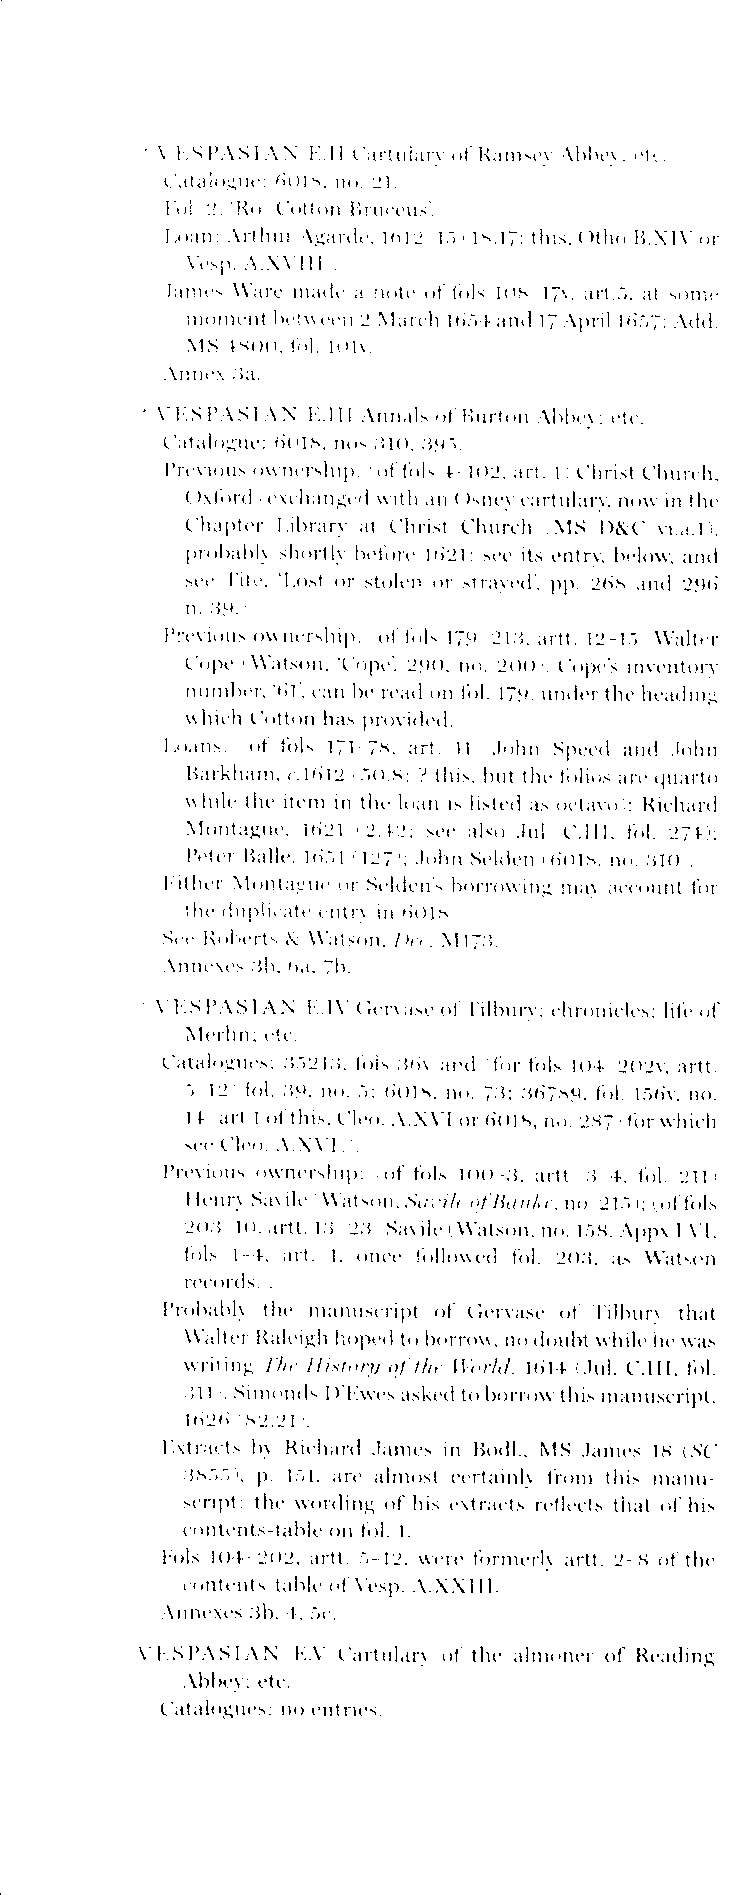 * VESPASIAN E.II Cartulary of Ramsey Abbey, etc.
Catalogue: 6018, no. 21.
Fol. 2, 'Ro. Cotton Bruceus'.
Loan: Arthur Agarde, 1612–15 (18.17: this, Otho B.XIV or
Vesp. A.XVIII).
James Ware made a note of fols 108–17v, art.5, at some
moment between 2 March 1654 and 17 April 1657: Add.
MS 4800, fol. 101v.
Annex 3a.
* VESPASIAN E.III Annals of Burton Abbey; etc.
Catalogue: 6018, nos 310, 395.
Previous ownership: (of fols 4–102, art. 1) Christ Church,
Oxford (exchanged with an Osney cartulary, now in the
Chapter Library at Christ Church (MS D&C vi.a.1),
probably shortly before 1621: see its entry, below, and
see Tite, 'Lost or stolen or strayed', pp. 268 and 296
n. 39.)
Previous ownership: (of fols 179–213, artt. 12–15) Walter
Cope (Watson, 'Cope', 290, no. 200). Cope's inventory
number, '61', can be read on fol. 179, under the heading
which Cotton has provided.
Loans: (of fols 171–78, art. 11) John Speed and John
Barkham, c.1612 (50.8: ? this, but the folios are quarto
while the item in the loan is listed as octavo); Richard
Montague, 1621 (2.42; see also Jul. C.III, fol. 274);
Peter Balle, 1651 (127); John Selden (6018, no. 310).
Either Montague or Selden's borrowing may account for
the duplicate entry in 6018.
See Roberts & Watson, Dee, M173.
Annexes 3b, 6a, 7b.
* VESPASIAN E.IV Gervase of Tilbury; chronicles; life of
Merlin; etc.
Catalogues: 35213, fols 36v and (for fols 104–202v, artt.
5–12) fol. 39, no. 5; 6018, no. 73; 36789, fol. 156v, no.
14 (art.1 of this, Cleo. A.XVI or 6018, no. 287 (for which
see Cleo. A.XVI)).
Previous ownership: (of fols 100–3, artt. 3–4, fol. 211)
Henry Savile (Watson, Savile of Banke, no. 215); (of fols
203–10, artt. 13–23) Savile (Watson, no. 158. Appx LVI,
fols 1–4, art. 1, once followed fol. 203, as Watson
records.).
Probably the manuscript of Gervase of Tilbury that
Walter Raleigh hoped to borrow, no doubt while he was
writing The History of the World, 1614 (Jul. C.III, fol.
311). Simonds D'Ewes asked to borrow this manuscript,
1626 (82.21).
Extracts by Richard James in Bodl., MS James 18 (SC
3855), p. 151, are almost certainly from this manu-
script: the wording of his extracts reflects that of his
contents-table on fol. 1.
Fols 104–202, artt. 5–12, were formerly artt. 2–8 of the
contents-table of Vesp. A.XXIII.
Annexes 3b, 4, 5c.
VESPASIAN E.V Cartulary of the almoner of Reading
Abbey; etc.
Catalogues: no entries.